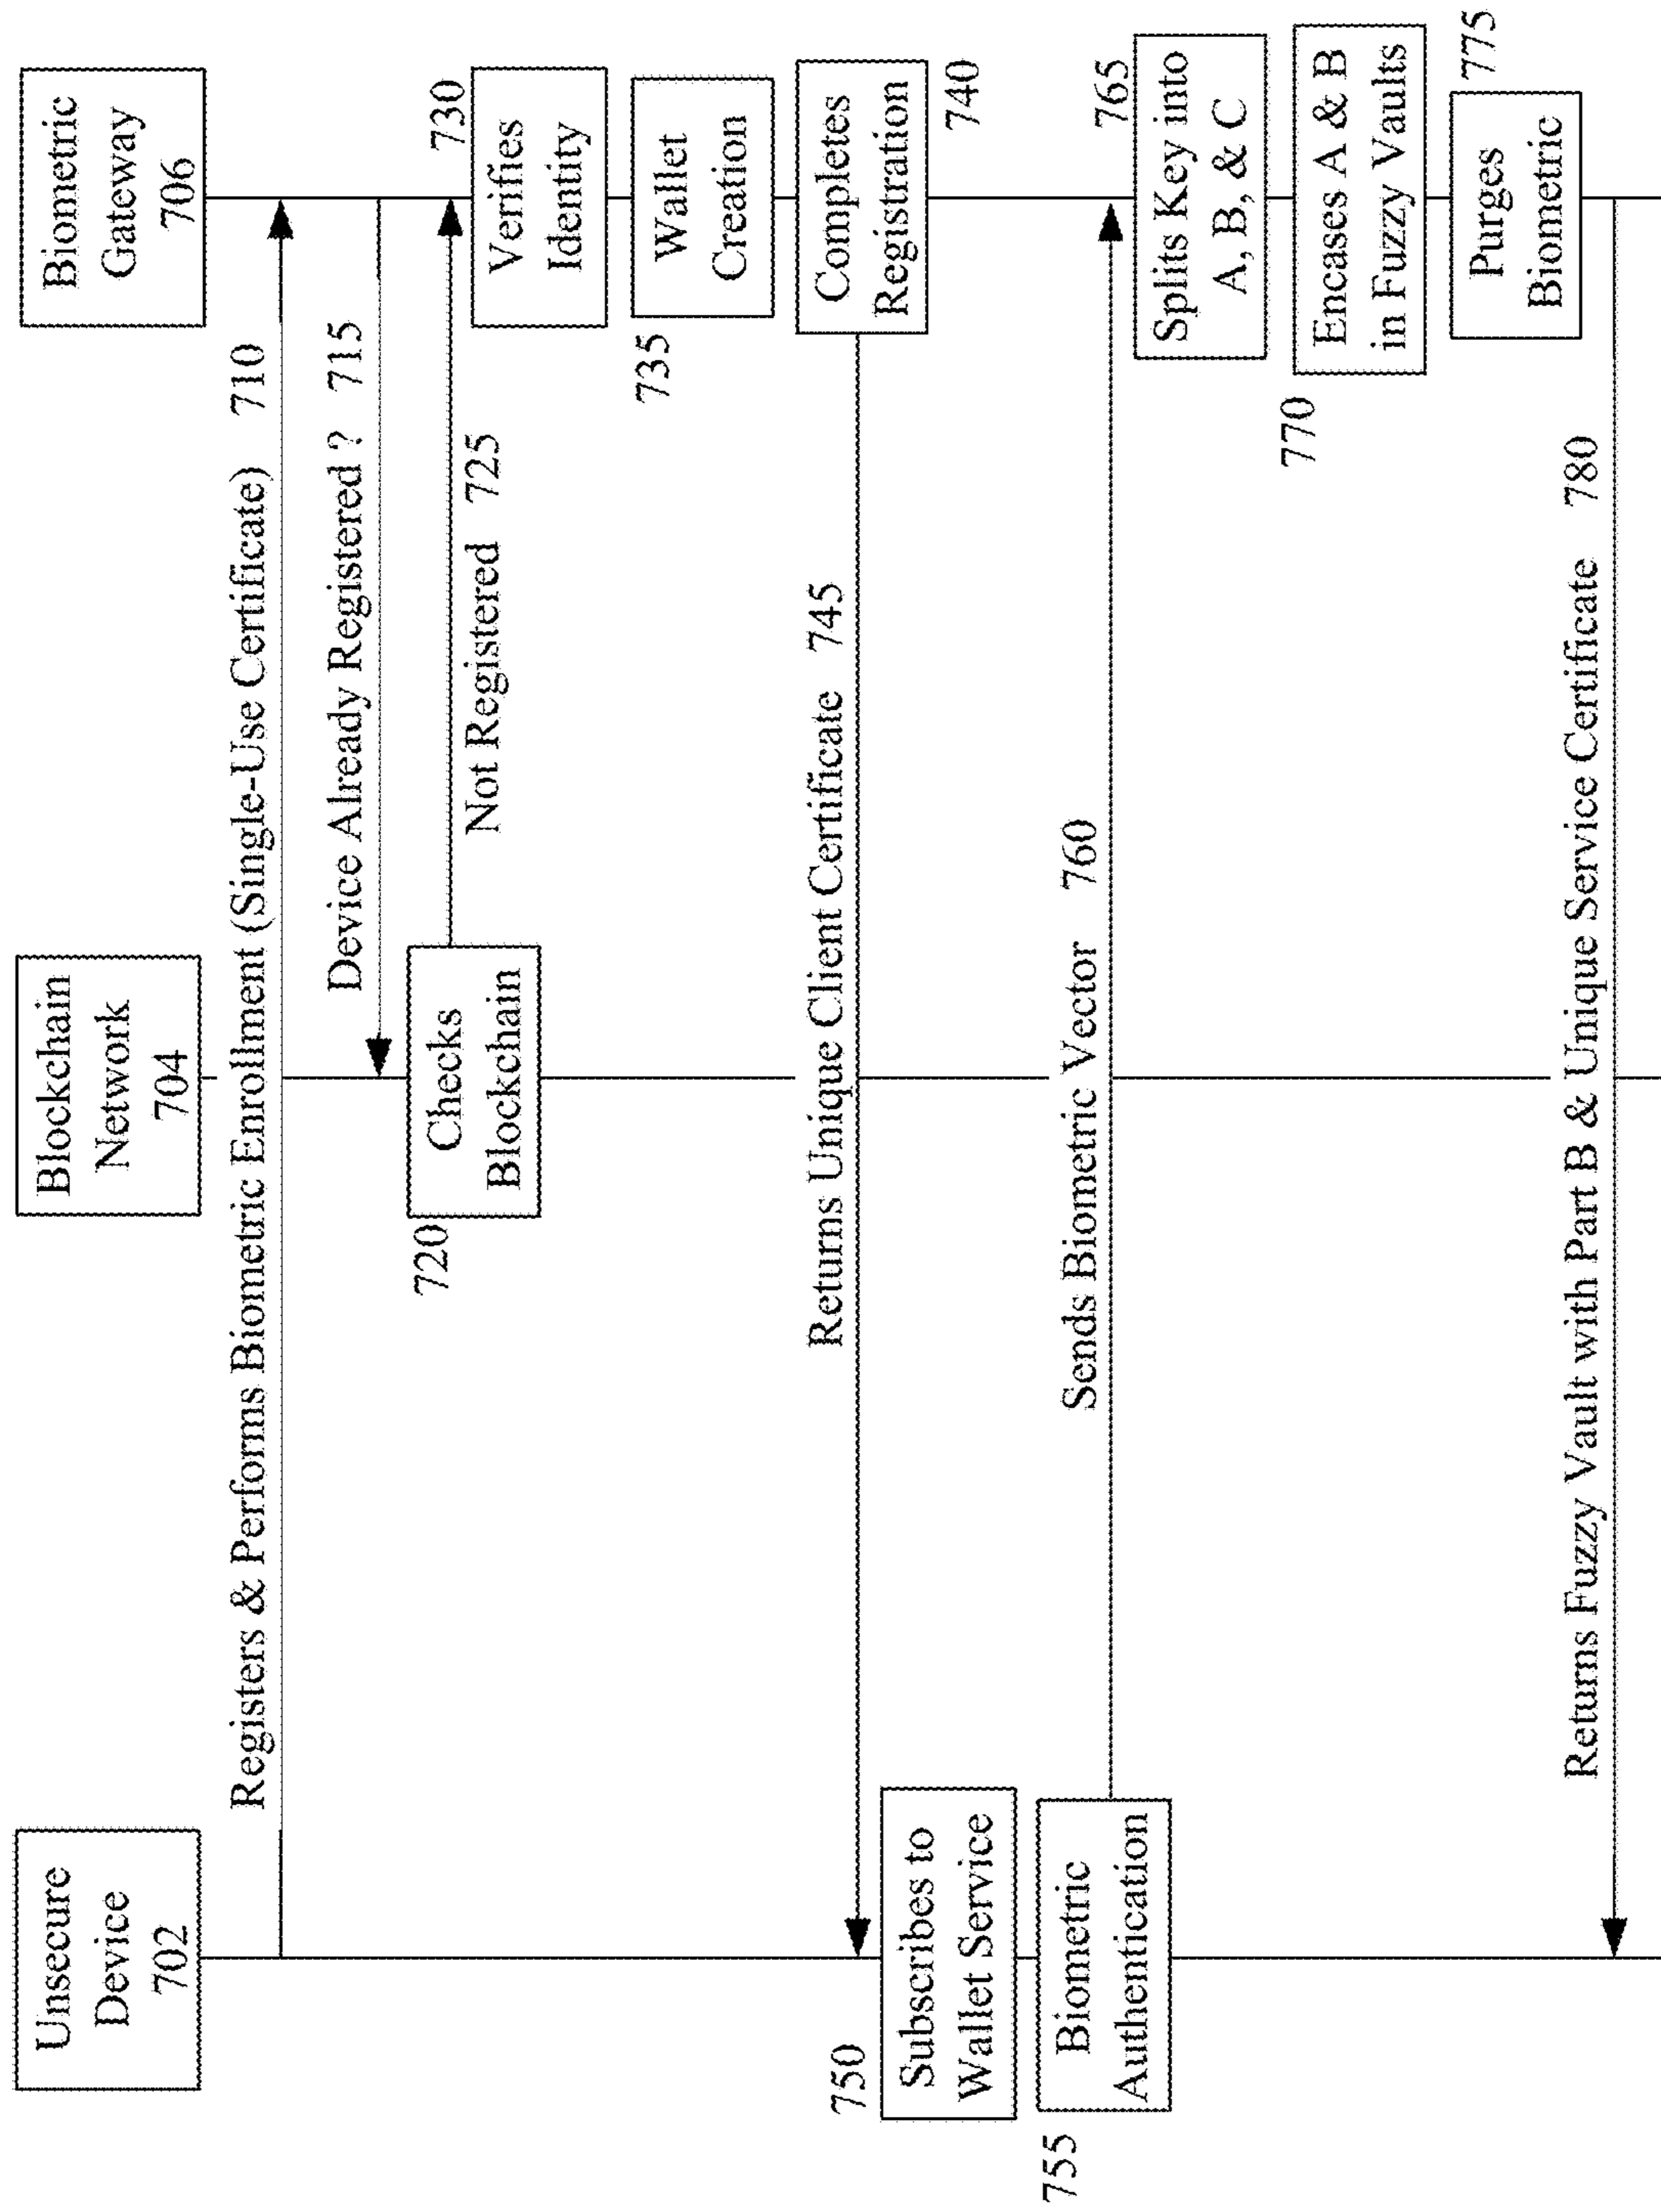 Unsecure
Device
702
Blockchain
Network
704
Biometric
Gateway
706
Registers & Performs Biometric Enrollment (Single-Use Certificate) 710
Device Already Registered ? 715
720
Checks
Blockchain
Not Registered 725
730
Verifies
Identity
735
Wallet
Creation
Completes
Registration
740
Returns Unique Client Certificate 745
750
Subscribes to
Wallet Service
755
Biometric
Authentication
Sends Biometric Vector 760
765
Splits Key into
A, B, & C
770
Encases A & B
in Fuzzy Vaults
775
Purges
Biometric
Returns Fuzzy Vault with Part B & Unique Service Certificate 780